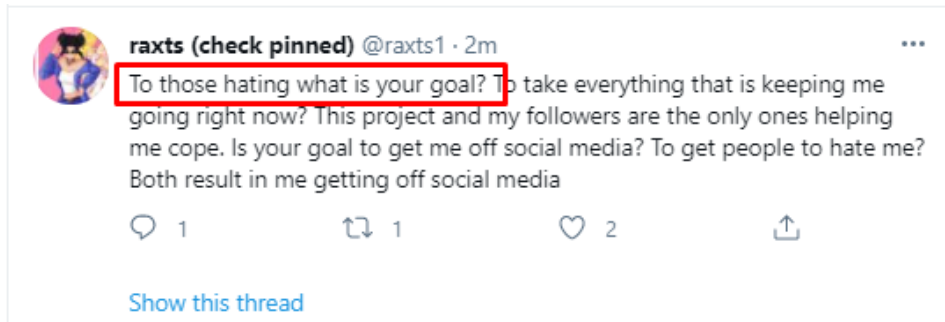 raxts (check pinned) @raxts1 · 2m
To those hating what is your goal? To take everything that is keeping me
going right now? This project and my followers are the only ones helping
me cope. Is your goal to get me off social media? To get people to hate me?
Both result in me getting off social media
1 1 2
Show this thread